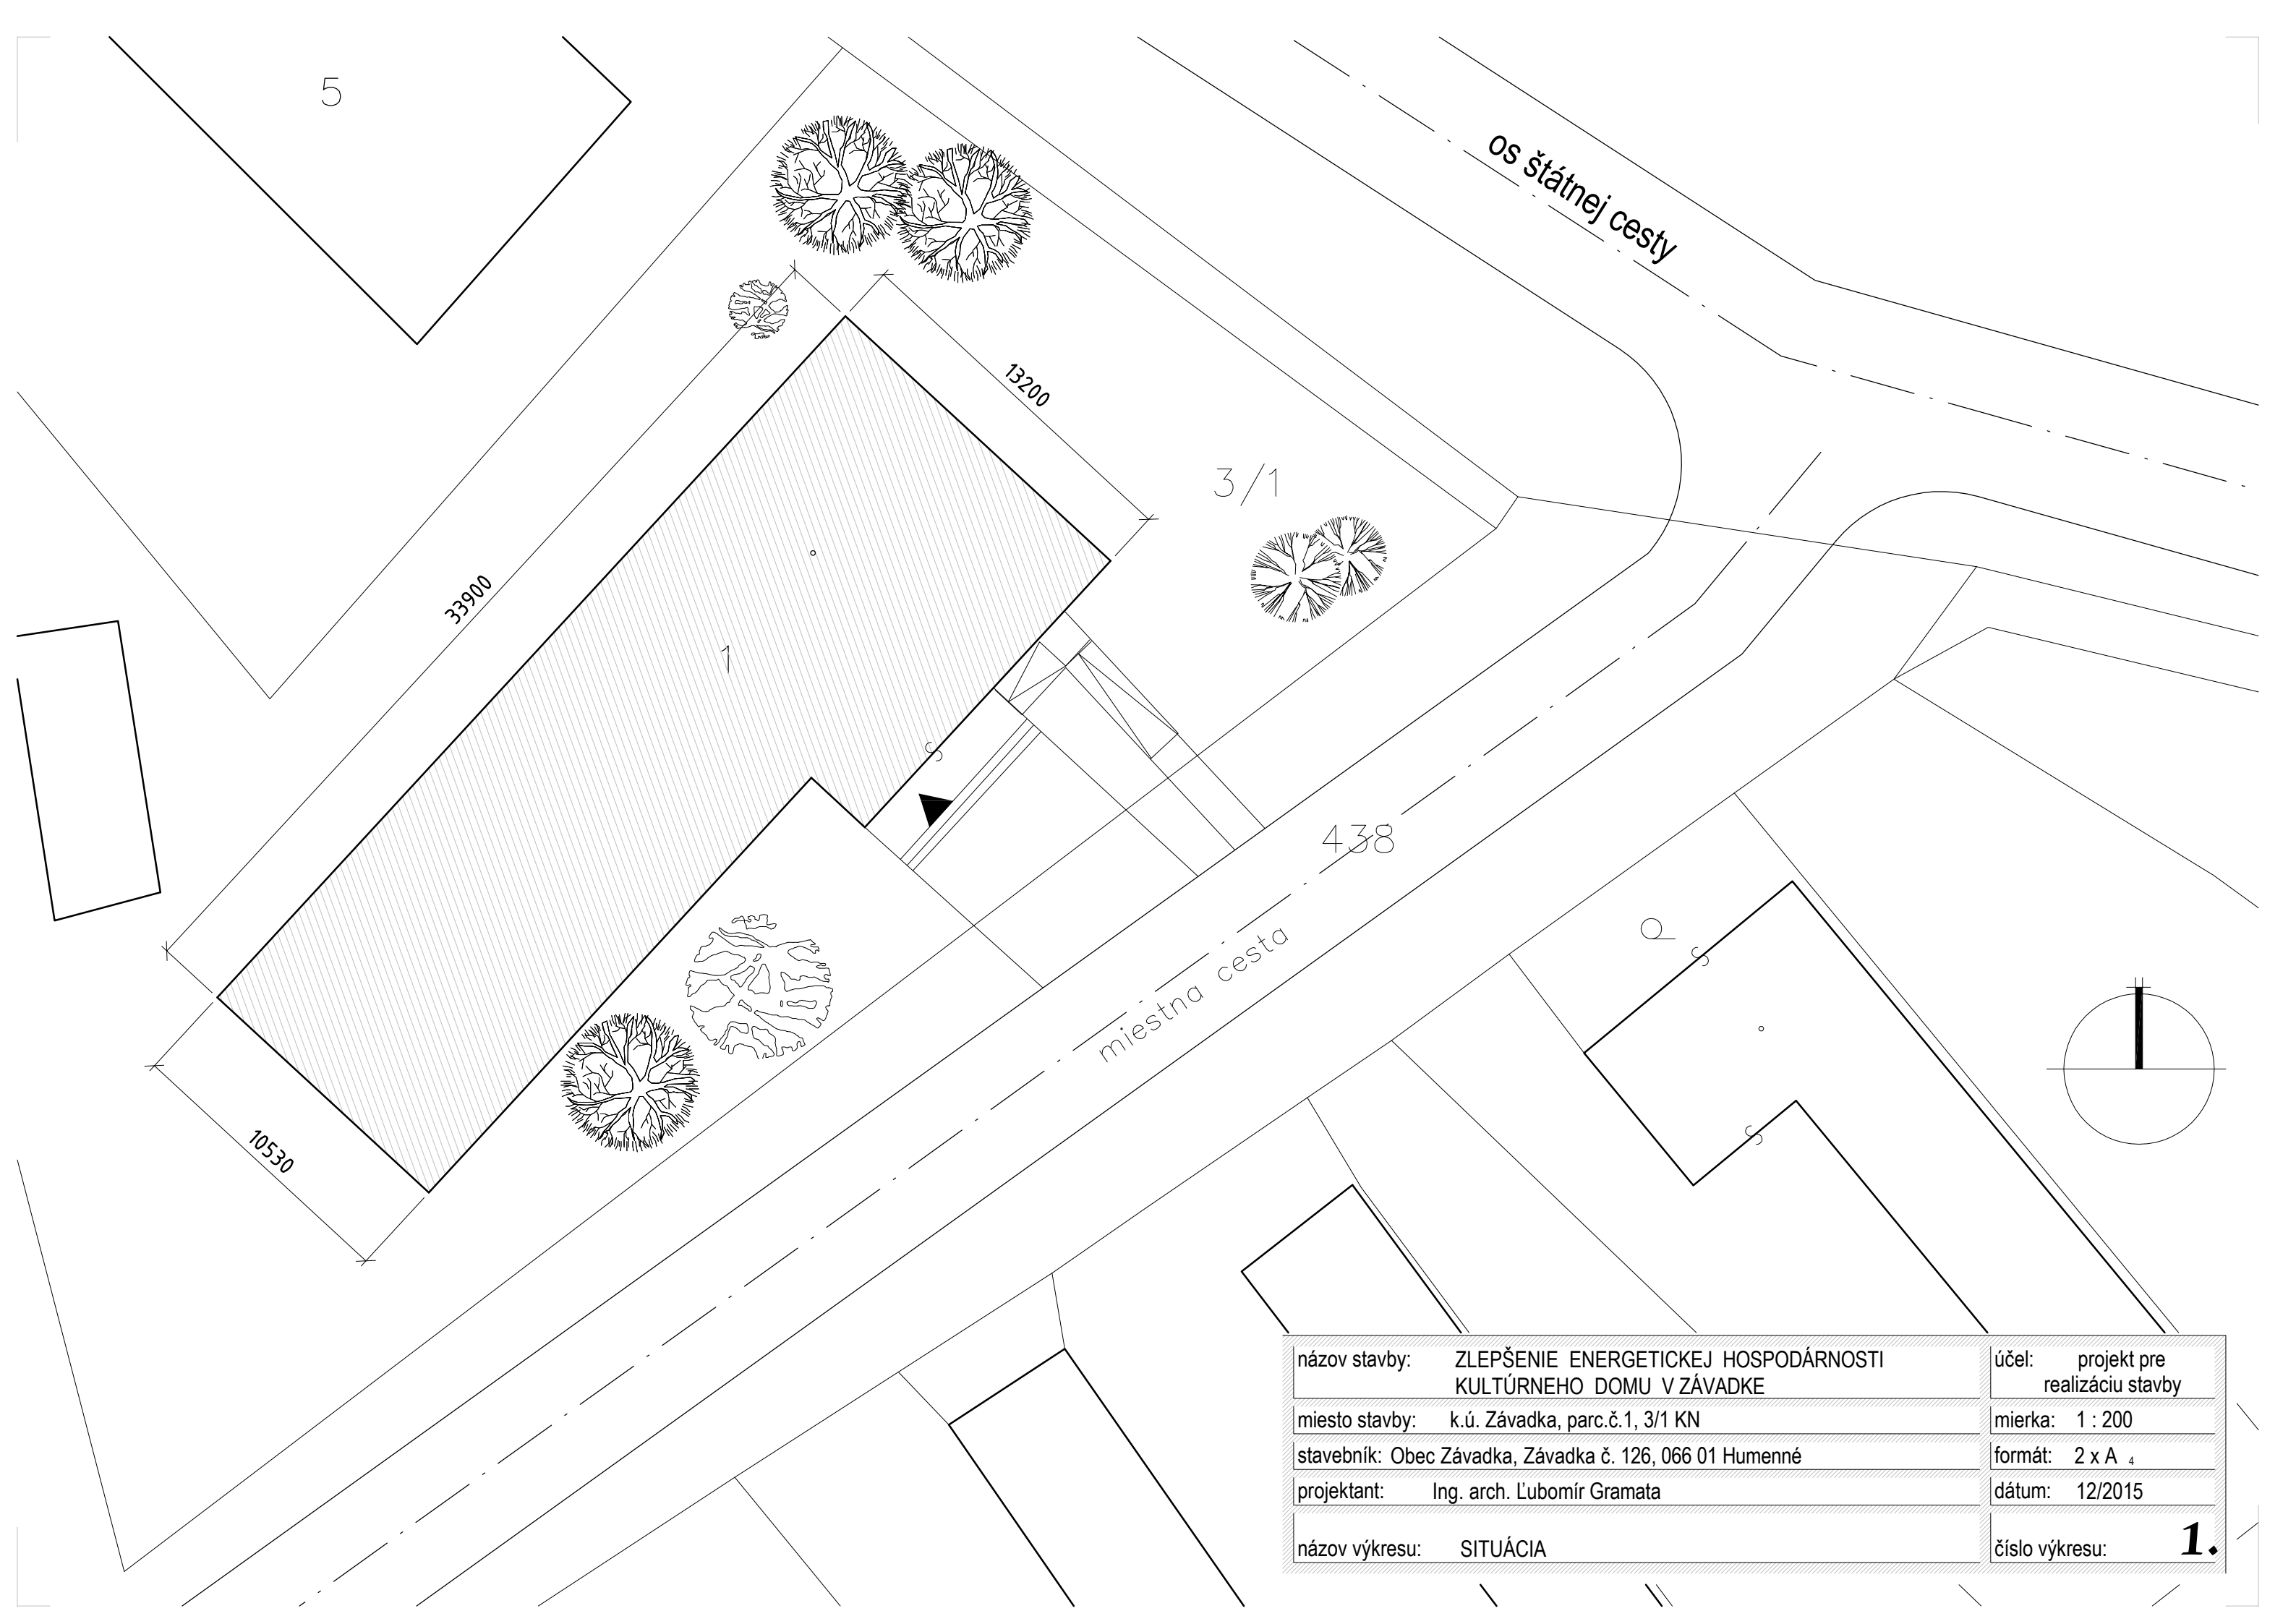 5
os štátnej cesty
13200
3/1
33900
1
S
438
miestna cesta
9
S
S
10530
názov stavby: ZLEPŠENIE ENERGETICKEJ HOSPODÁRNOSTI
KULTÚRNEHO DOMU V ZÁVADKE
účel: projekt pre
realizáciu stavby
miesto stavby: k.ú. Závadka, parc.č.1, 3/1 KN
mierka: 1 : 200
stavebník: Obec Závadka, Závadka č. 126, 066 01 Humenné
formát: 2 x A 4
projektant: Ing. arch. Ľubomír Gramata
dátum: 12/2015
názov výkresu: SITUÁCIA
číslo výkresu: 1.